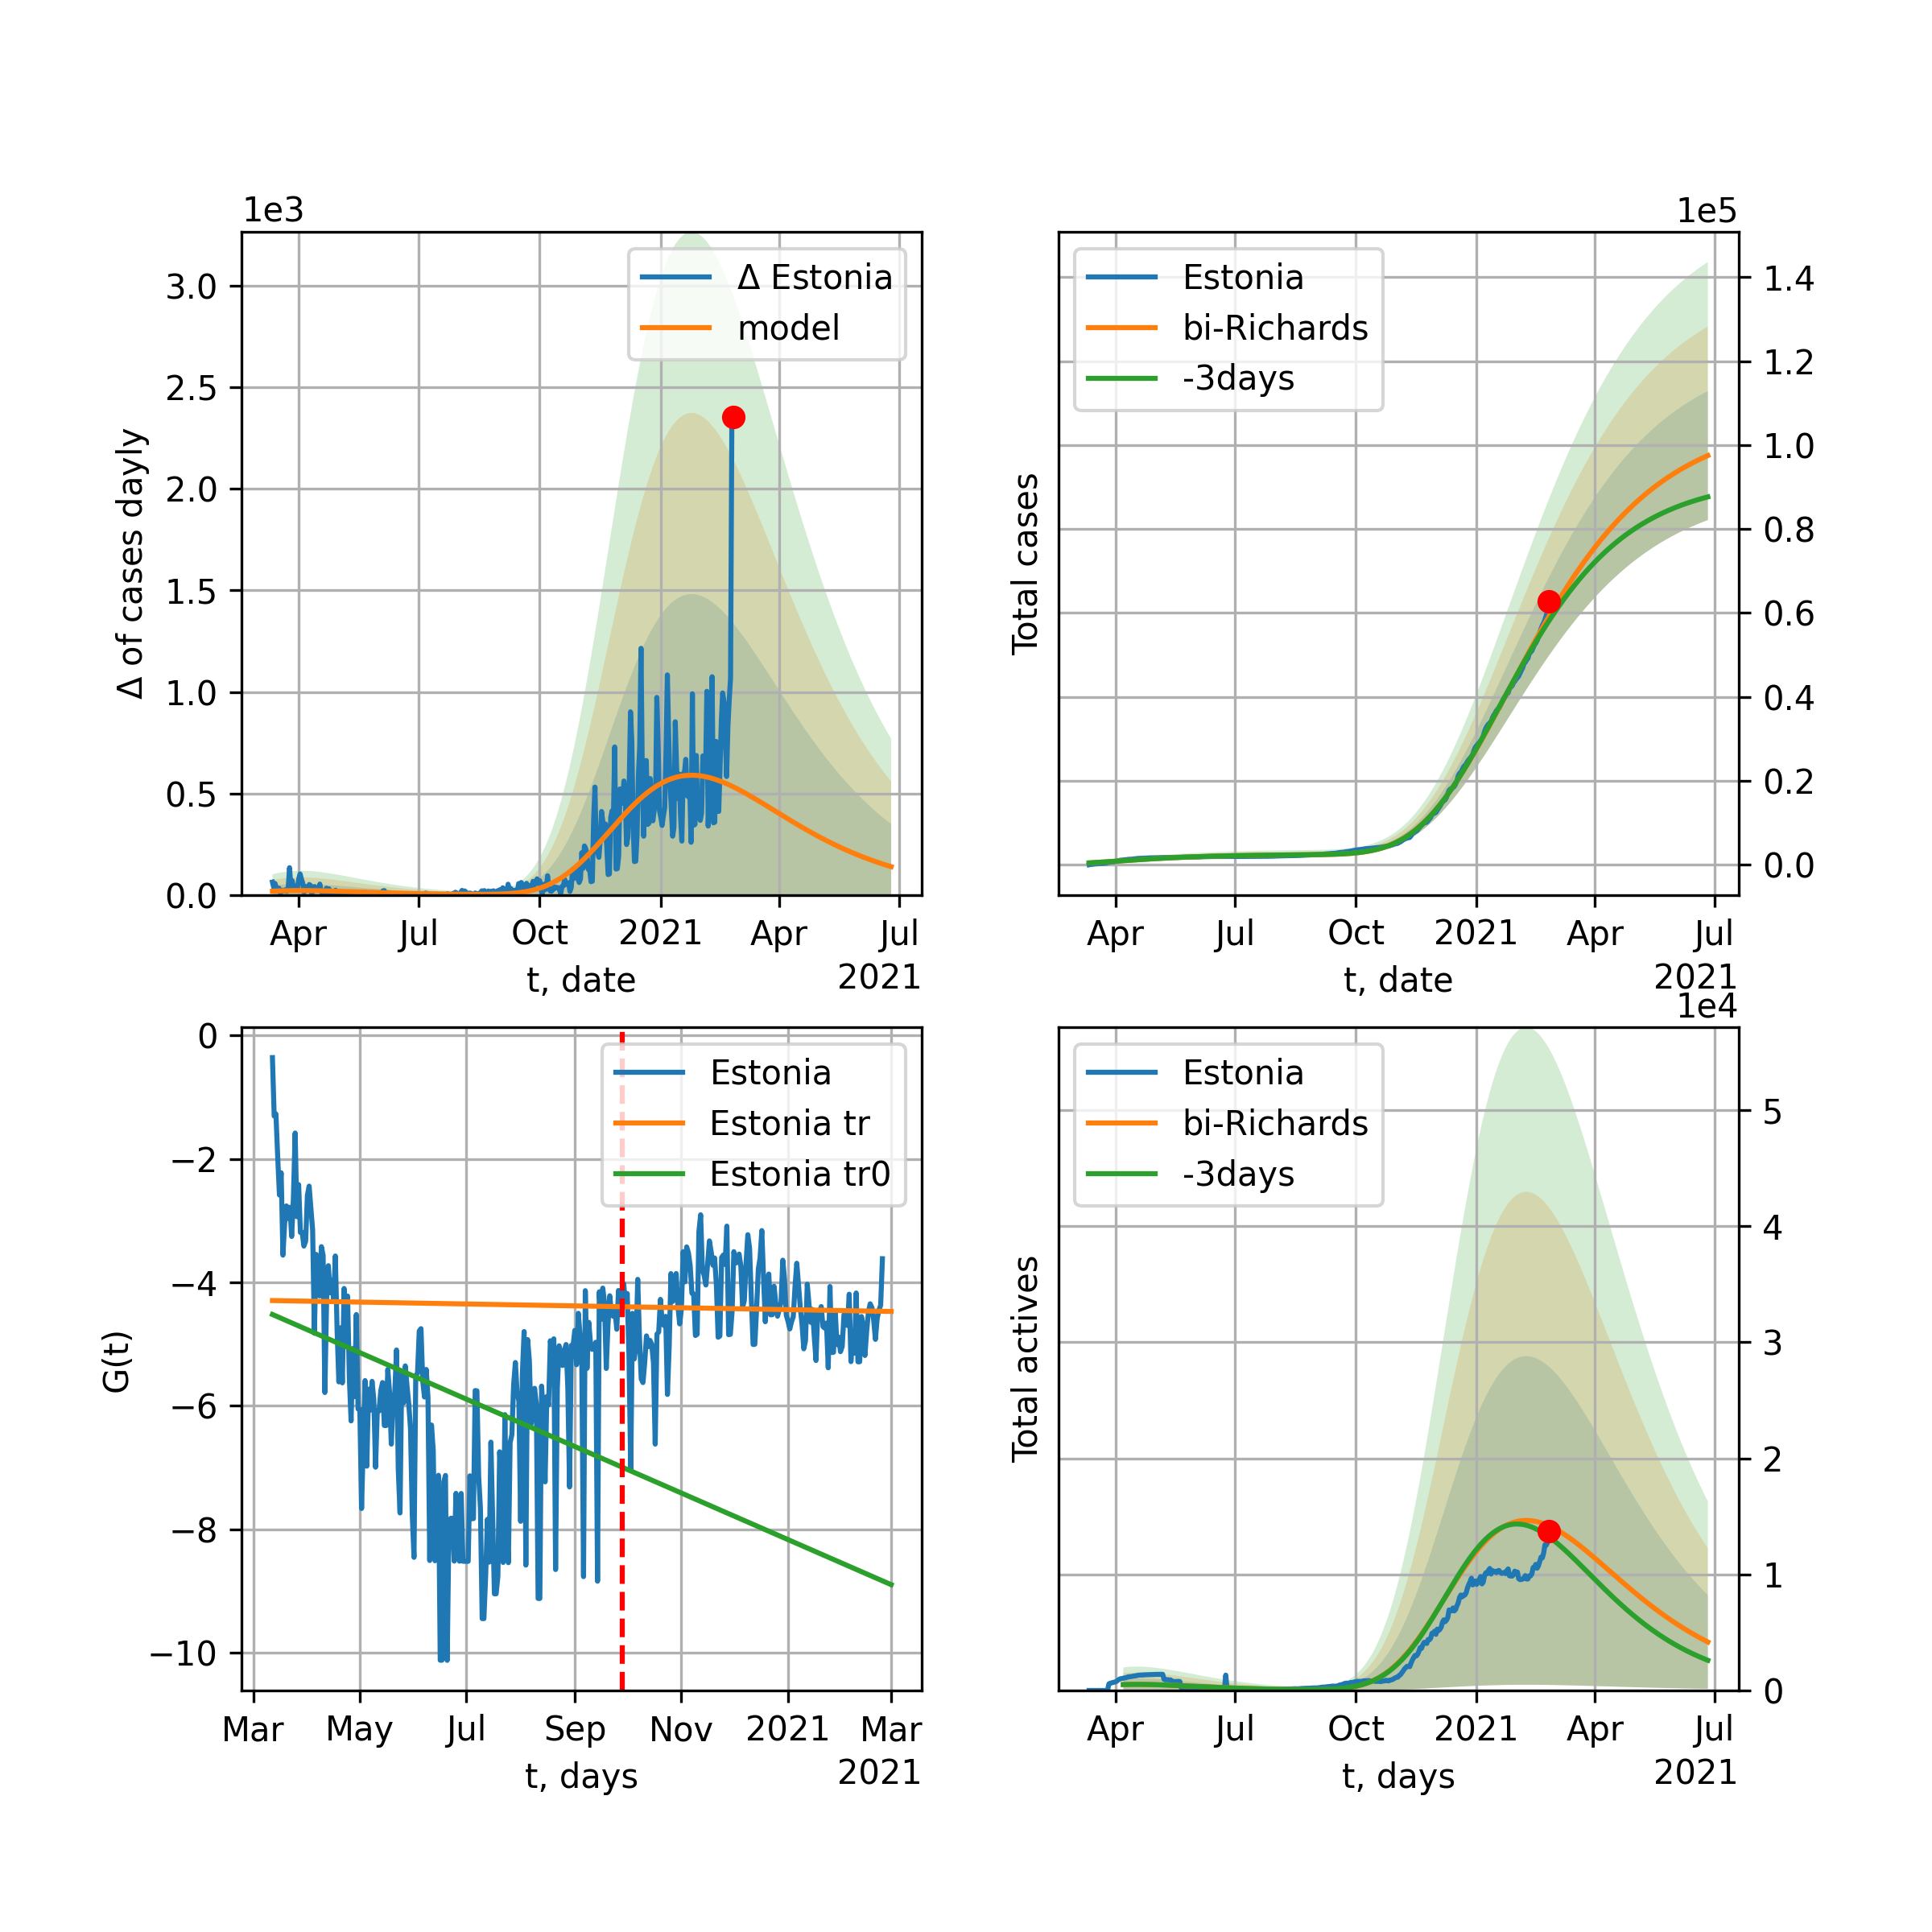 1e3
3.0
2.5
2.0
1.5
1.0
0.5
0.0
Δ of cases dayly
Δ Estonia
model
Apr Jul Oct 2021 Apr Jul
t, date 2021
1e5
Estonia
bi-Richards
-3days
Total cases
1.4
1.2
1.0
0.8
0.6
0.4
0.2
0.0
Apr Jul Oct 2021 Apr Jul
t, date 2021
0
−2
−4
−6
−8
−10
G(t)
Estonia
Estonia tr
Estonia tr0
Mar May Jul Sep Nov 2021 Mar
t, days 2021
1e4
Estonia
bi-Richards
-3days
Total actives
5
4
3
2
1
0
Apr Jul Oct 2021 Apr Jul
t, days 2021